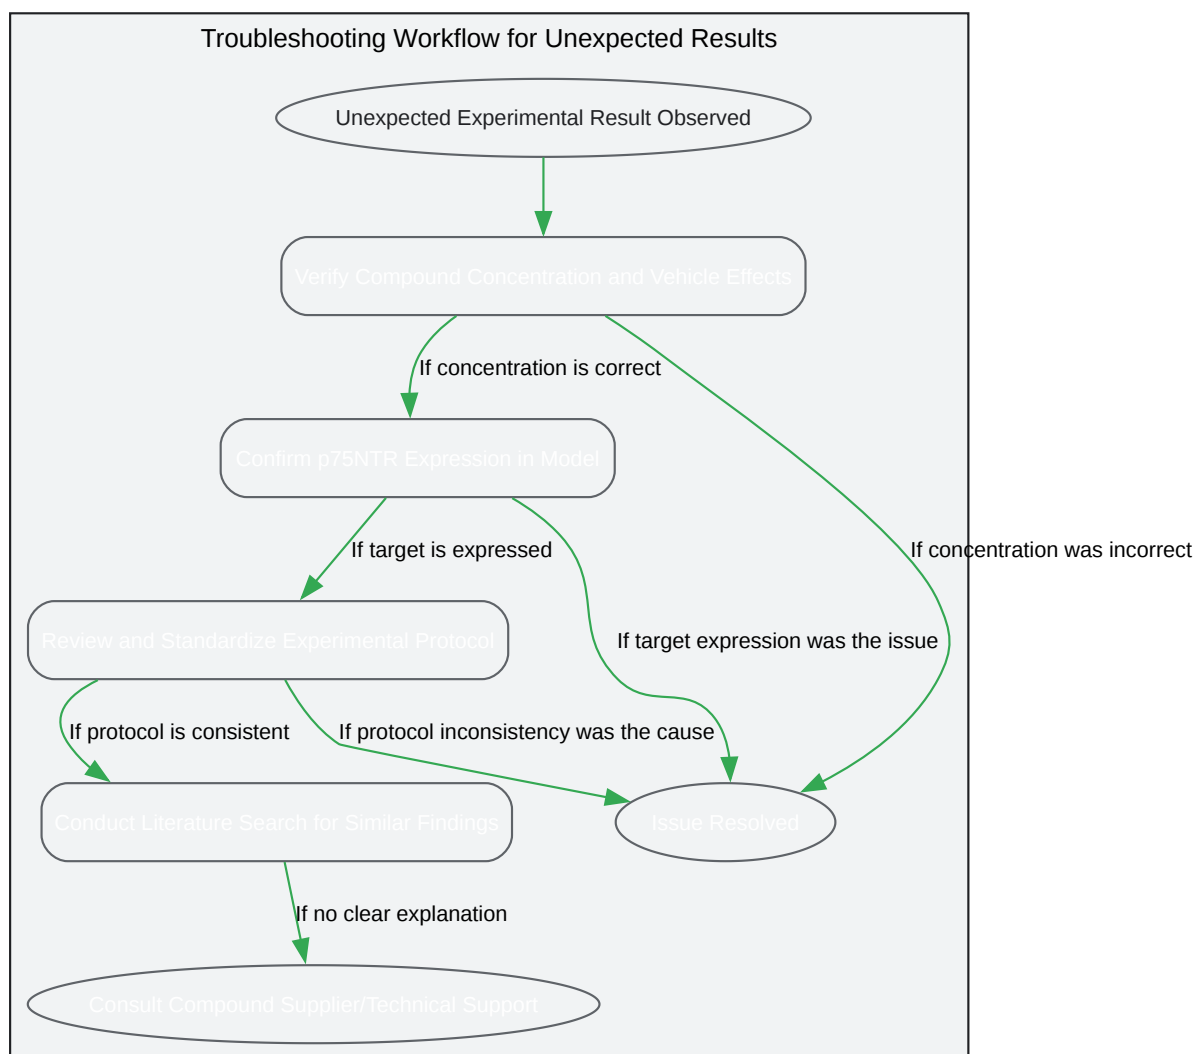 Troubleshooting Workflow for Unexpected Results
Unexpected Experimental Result Observed
Verify Compound Concentration and Vehicle Effects
If concentration is correct
Confirm p75NTR Expression in Model
If target is expressed
If concentration was incorrect
Review and Standardize Experimental Protocol
If target expression was the issue
If protocol is consistent
If protocol inconsistency was the cause
Conduct Literature Search for Similar Findings
Issue Resolved
If no clear explanation
Consult Compound Supplier/Technical Support